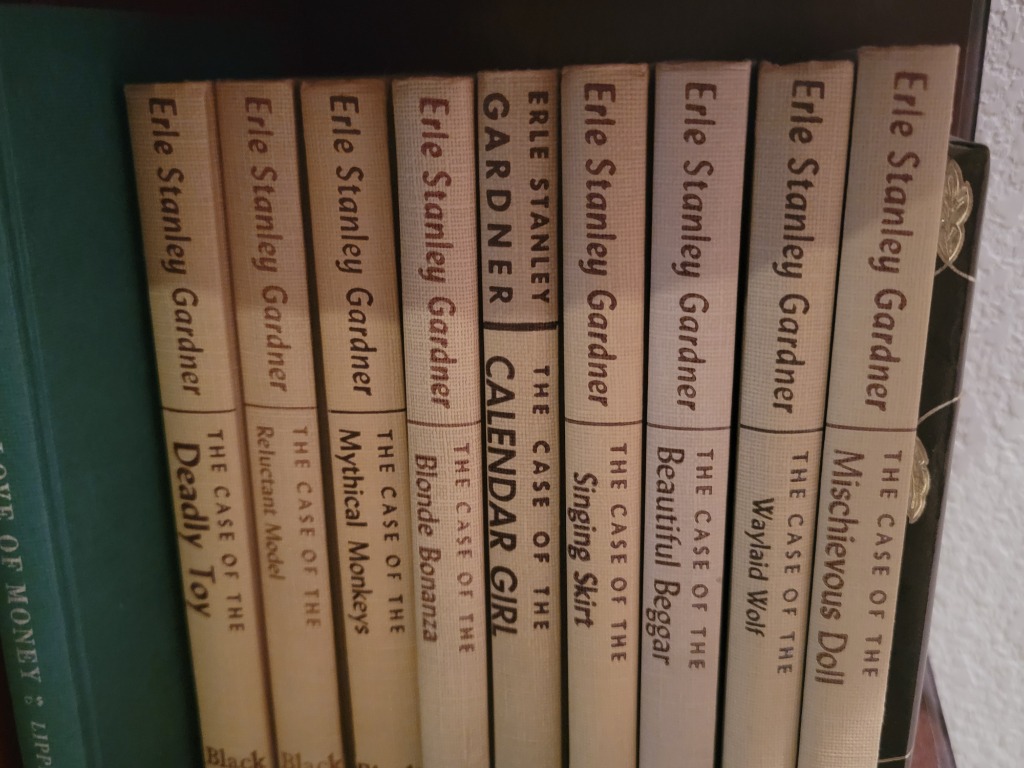 LOVE OF MONEY
LIPP
Erle Stanley Gardner
THE CASE OF THE
Deadly Toy
Black
Erle Stanley Gardner
THE CASE OF THE
Reluctant Model
Black
Erle Stanley Gardner
THE CASE OF THE
Mythical Monkeys
Erle Stanley Gardner
THE CASE OF THE
Blonde Bonanza
ERLE STANLEY
GARDNER
THE CASE OF THE
CALENDAR GIRL
Erle Stanley Gardner
THE CASE OF THE
Singing Skirt
Erle Stanley Gardner
THE CASE OF THE
Beautiful Beggar
Erle Stanley Gardner
THE CASE OF THE
Waylaid Wolf
Erle Stanley Gardner
THE CASE OF THE
Mischievous Doll